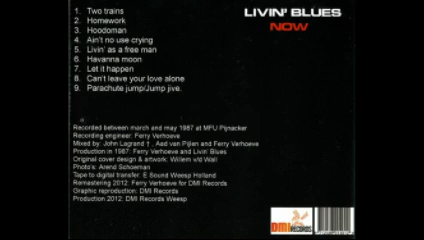 LIVIN' BLUES
NOW
1. Two trains
2. Homework
3. Hoodoman
4. Ain't no use crying
5. Livin' as a free man
6. Havanna moon
7. Let it happen
8. Can't leave your love alone
9. Parachute jump/Jump jive.
Recorded between march and may 1987 at MFU Pijnacker
Recording engineer: Ferry Verhoeve
Mixed by: John Lagrand † , Aad van Pijlen and Ferry Verhoeve
Production in 1987: Ferry Verhoeve and Livin' Blues
Original cover design & artwork: Willem v/d Wall
Photo's: Arend Schoeman
Tape to digital transfer: E Sound Weesp Holland
Remastering 2012: Ferry Verhoeve for DMI Records
Graphic reproduction: DMI Records
Production 2012: DMI Records Weesp
DMI
RECORDS